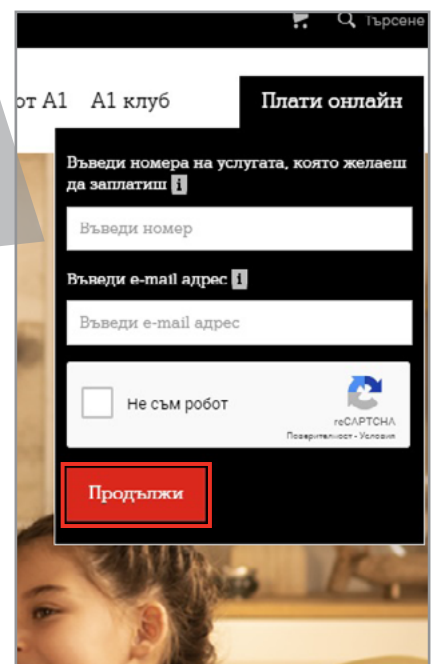 Търсене
от А1 А1 клуб Плати онлайн
Въведи номера на услугата, която желаеш
да заплатиш i
Въведи номер
Въведи e-mail адрес i
Въведи e-mail адрес
Не съм робот
reCAPTCHA
Поверителност - Условия
Продължи